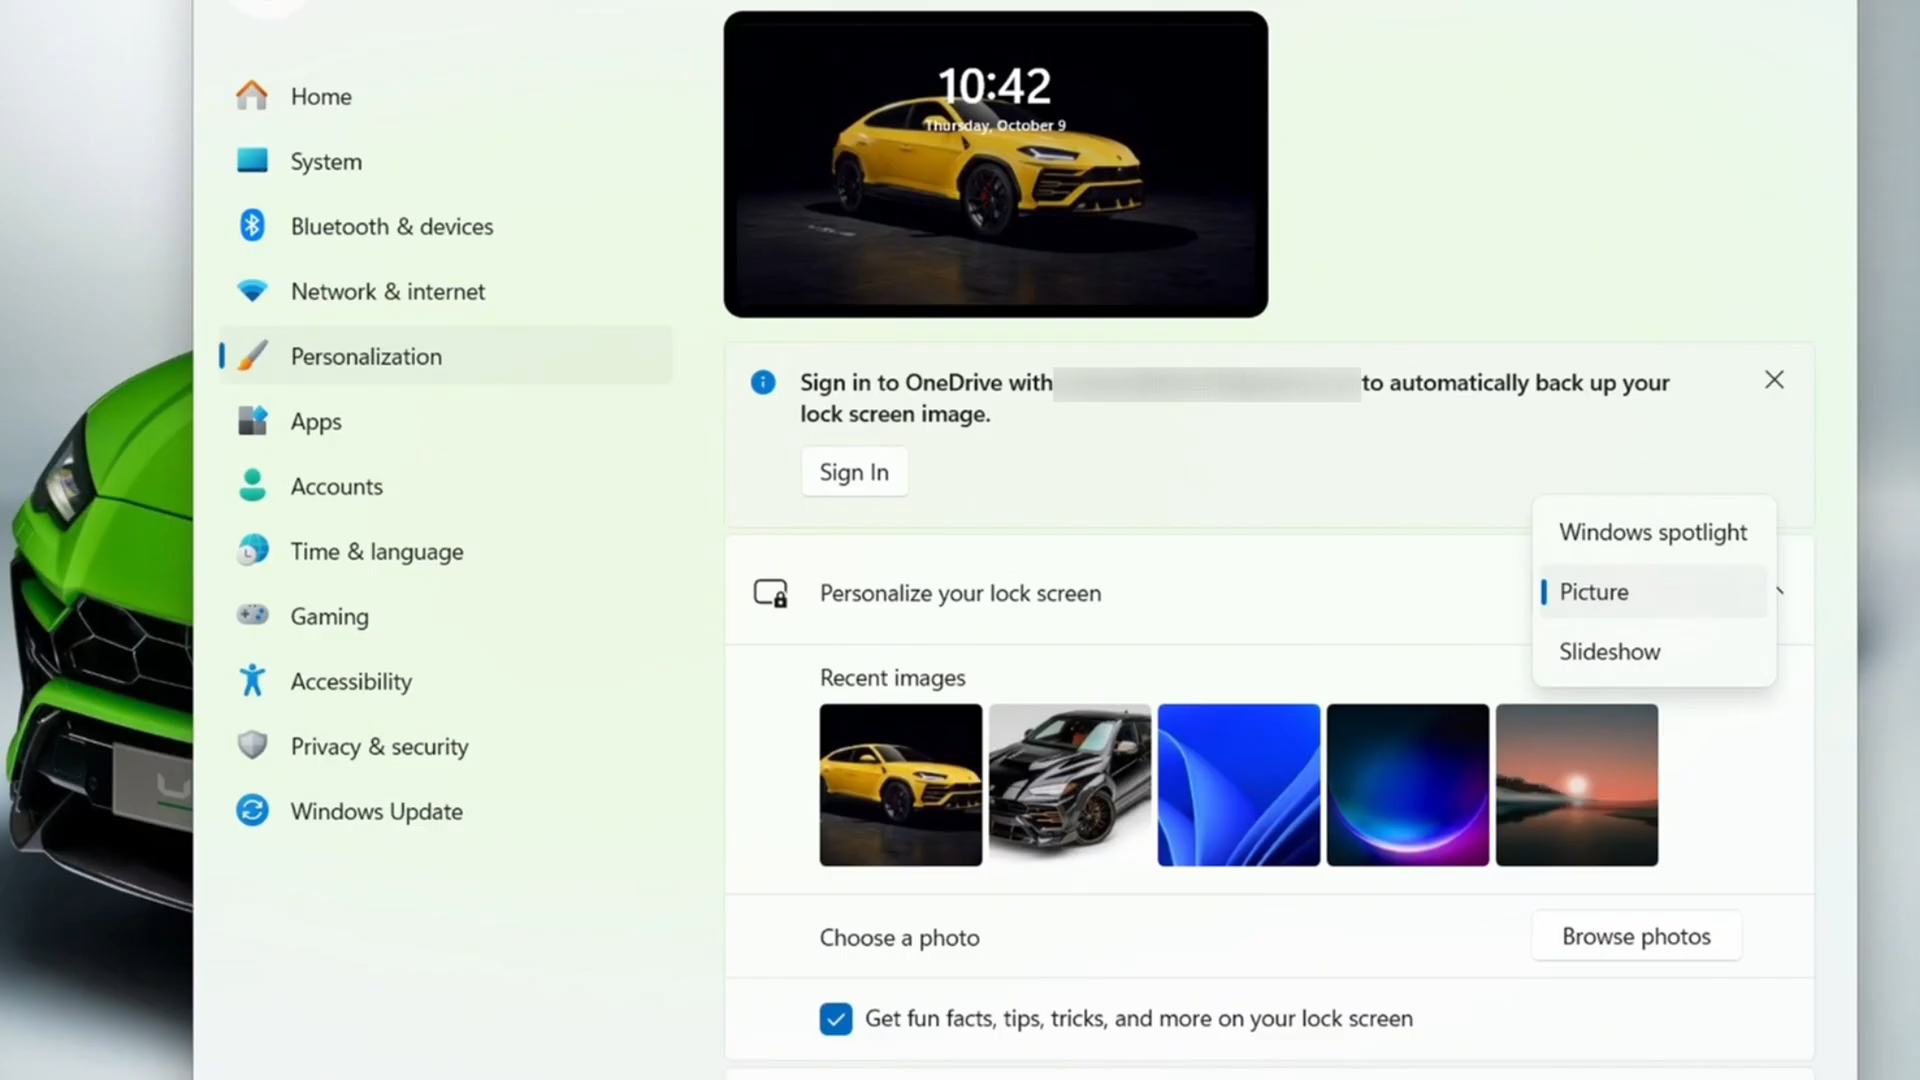 10:42
Thursday, October 9
Home
System
Bluetooth & devices
Network & internet
Personalization
Apps
Accounts
Time & language
Gaming
Accessibility
Privacy & security
Windows Update
Sign in to OneDrive with to automatically back up your
lock screen image.
Sign In
Personalize your lock screen
Windows spotlight
Picture
Slideshow
Recent images
Choose a photo
Browse photos
Get fun facts, tips, tricks, and more on your lock screen